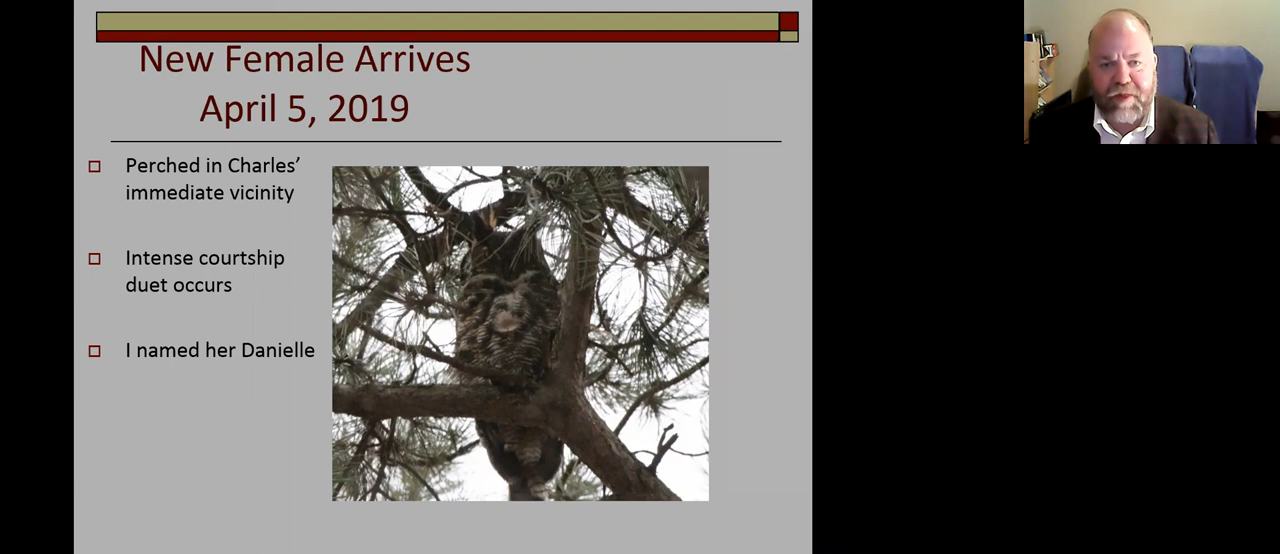 New Female Arrives
April 5, 2019
Perched in Charles’
immediate vicinity
Intense courtship
duet occurs
I named her Danielle